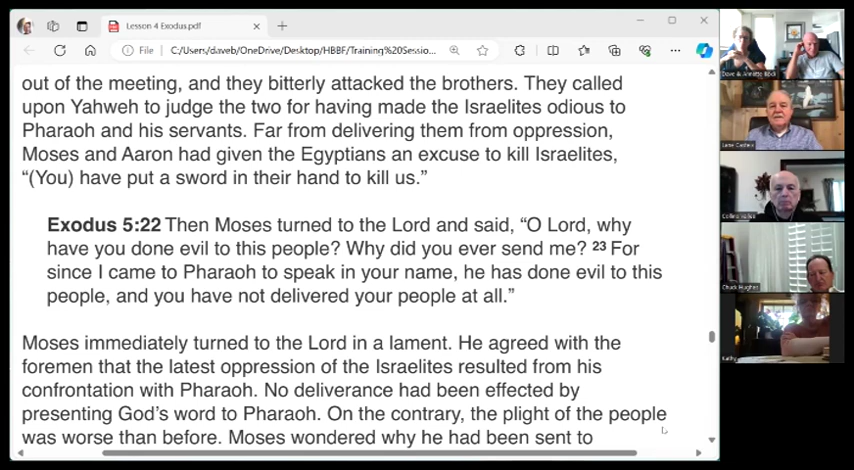 Lesson 4 Exodus.pdf
File
C:/Users/daveb/OneDrive/Desktop/HBBF/Training%20Sessio...
out of the meeting, and they bitterly attacked the brothers. They called
upon Yahweh to judge the two for having made the Israelites odious to
Pharaoh and his servants. Far from delivering them from oppression,
Moses and Aaron had given the Egyptians an excuse to kill Israelites,
“(You) have put a sword in their hand to kill us.”
Exodus 5:22 Then Moses turned to the Lord and said, “O Lord, why
have you done evil to this people? Why did you ever send me? 23 For
since I came to Pharaoh to speak in your name, he has done evil to this
people, and you have not delivered your people at all.”
Moses immediately turned to the Lord in a lament. He agreed with the
foremen that the latest oppression of the Israelites resulted from his
confrontation with Pharaoh. No deliverance had been effected by
presenting God’s word to Pharaoh. On the contrary, the plight of the people
was worse than before. Moses wondered why he had been sent to
Dave & Annette
Chuck Hughes
Kathy